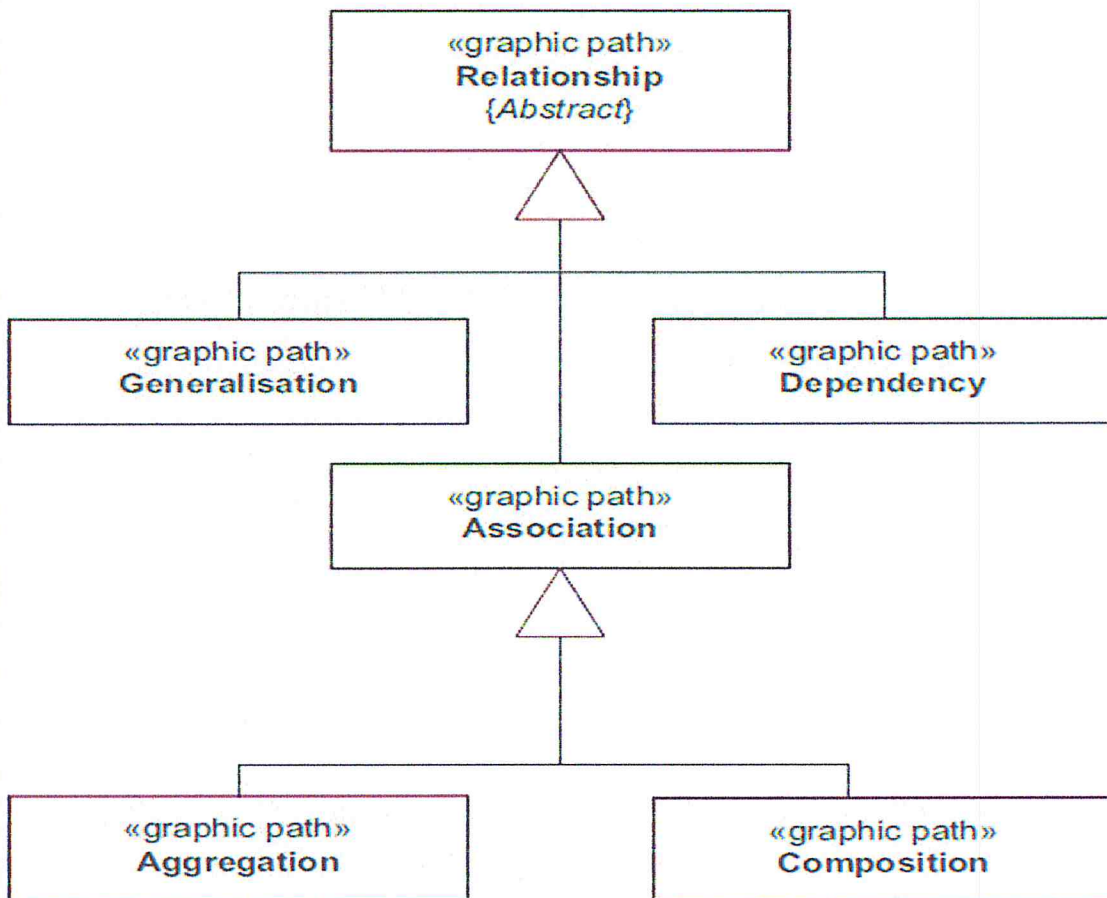 «graphic path»
Relationship
{Abstract}
«graphic path»
Generalisation
«graphic path»
Dependency
«graphic path»
Association
«graphic path»
Aggregation
«graphic path»
Composition